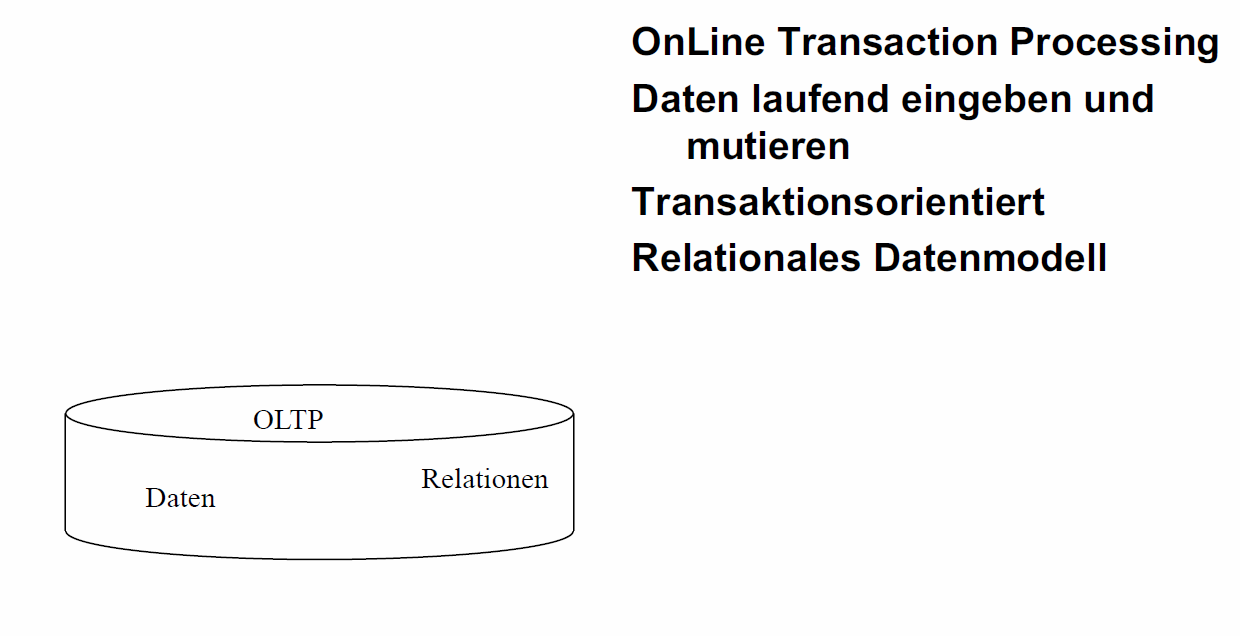 OnLine Transaction Processing
Daten laufend eingeben und
mutieren
Transaktionsorientiert
Relationales Datenmodell
OLTP
Relationen
Daten